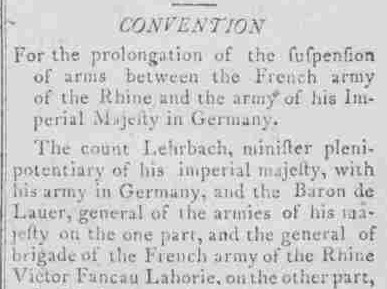 CONVENTION
For the prolongation of the ſuſpenſion
of arms between the French army
of the Rhine and the army of his Im-
perial Majeſty in Germany.
The count Lehrbach, miniſter pleni-
potentiary of his imperial majeſty, with
his army in Germany, and the Baron de
Lauer, general of the armies of his ma-
jeſty on the one part, and the general of
brigade of the French army of the Rhine
Victor Fancau Lahorie, on the other part,